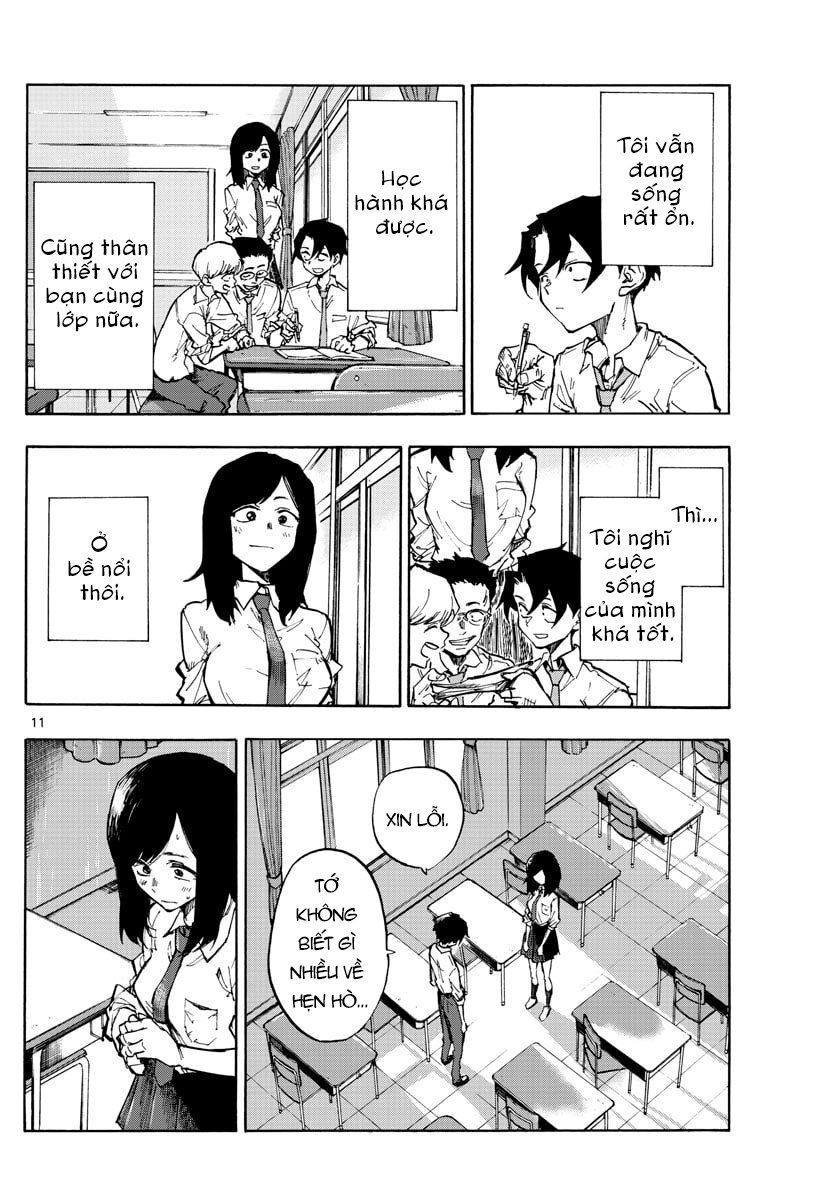 Tôi vẫn
đang
sống
rất ổn.
Học
hành khá
được.
Cũng thân
thiết với
bạn cùng
lớp nữa.
Thì...
Tôi nghĩ
cuộc
sống
của mình
khá tốt.
Ở
bề nổi
thôi.
11
XIN LỖI.
TỚ
KHÔNG
BIẾT GÌ
NHIỀU VỀ
HẸN HÒ...